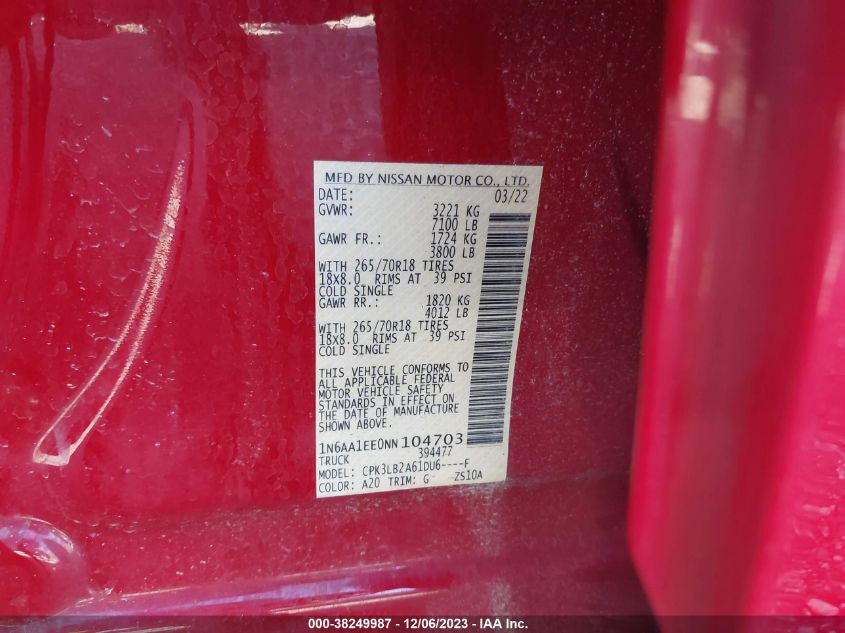 MFD BY NISSAN MOTOR CO., LTD.
DATE: 03/22
GVWR: 3221 KG
7100 LB
GAWR FR.: 1724 KG
3800 LB
WITH 265/70R18 TIRES
18X8.0 RIMS AT 39 PSI
COLD SINGLE
GAWR RR.: 1820 KG
4012 LB
WITH 265/70R18 TIRES
18X8.0 RIMS AT 39 PSI
COLD SINGLE
THIS VEHICLE CONFORMS TO
ALL APPLICABLE FEDERAL
MOTOR VEHICLE SAFETY
STANDARDS IN EFFECT ON
THE DATE OF MANUFACTURE
SHOWN ABOVE.
1N6AA1EE0NN104703
TRUCK 394477
MODEL: CPK3LB2A61DU6----F
COLOR: A20 TRIM: G- -ZS10A
000-38249987 - 12/06/2023 - IAA Inc.